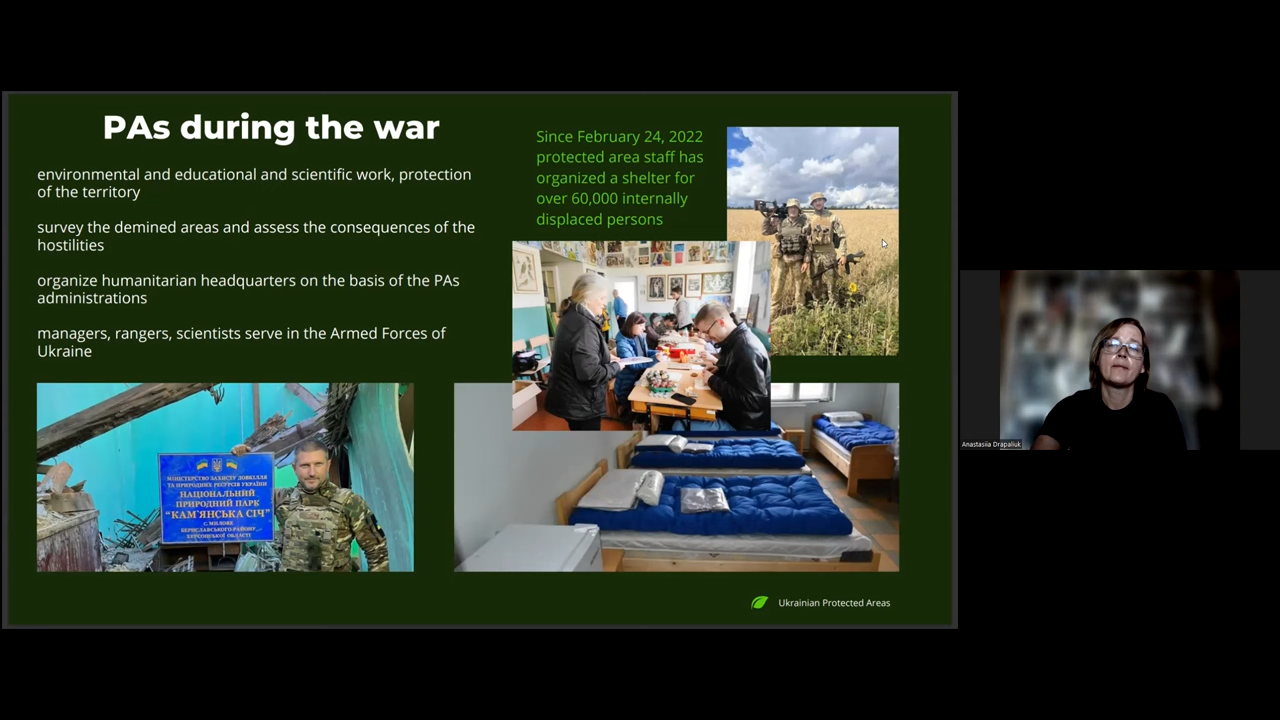 PAs during the war
environmental and educational and scientific work, protection
of the territory
survey the demined areas and assess the consequences of the
hostilities
organize humanitarian headquarters on the basis of the PAs
administrations
managers, rangers, scientists serve in the Armed Forces of
Ukraine
Since February 24, 2022
protected area staff has
organized a shelter for
over 60,000 internally
displaced persons
МІНІСТЕРСТВО ЗАХИСТУ ДОВКІЛЛЯ
ТА ПРИРОДНИХ РЕСУРСІВ УКРАЇНИ
НАЦІОНАЛЬНИЙ
ПРИРОДНИЙ ПАРК
"КАМ'ЯНСЬКА СІЧ"
с. МИЛОВЕ
БЕРИСЛАВСЬКОГО РАЙОНУ
ХЕРСОНСЬКОЇ ОБЛАСТІ
Ukrainian Protected Areas
Anastasiia Drapaliuk